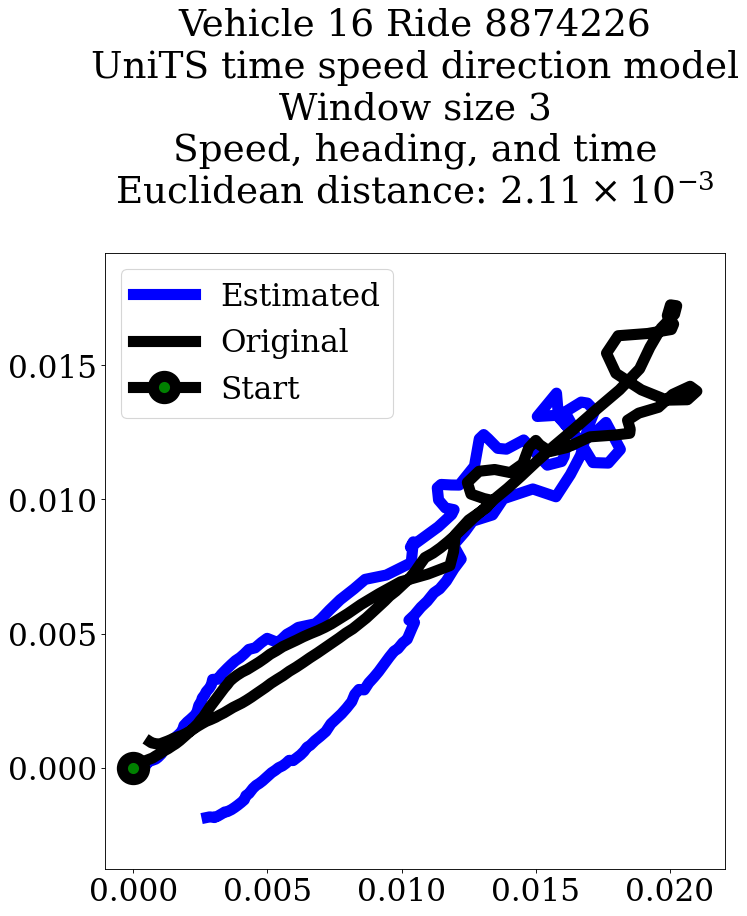 Vehicle 16 Ride 8874226
UniTS time speed direction model
Window size 3
Speed, heading, and time
Euclidean distance: 2.11 × 10⁻³
Estimated
Original
Start
0.015
0.010
0.005
0.000
0.000 0.005 0.010 0.015 0.020